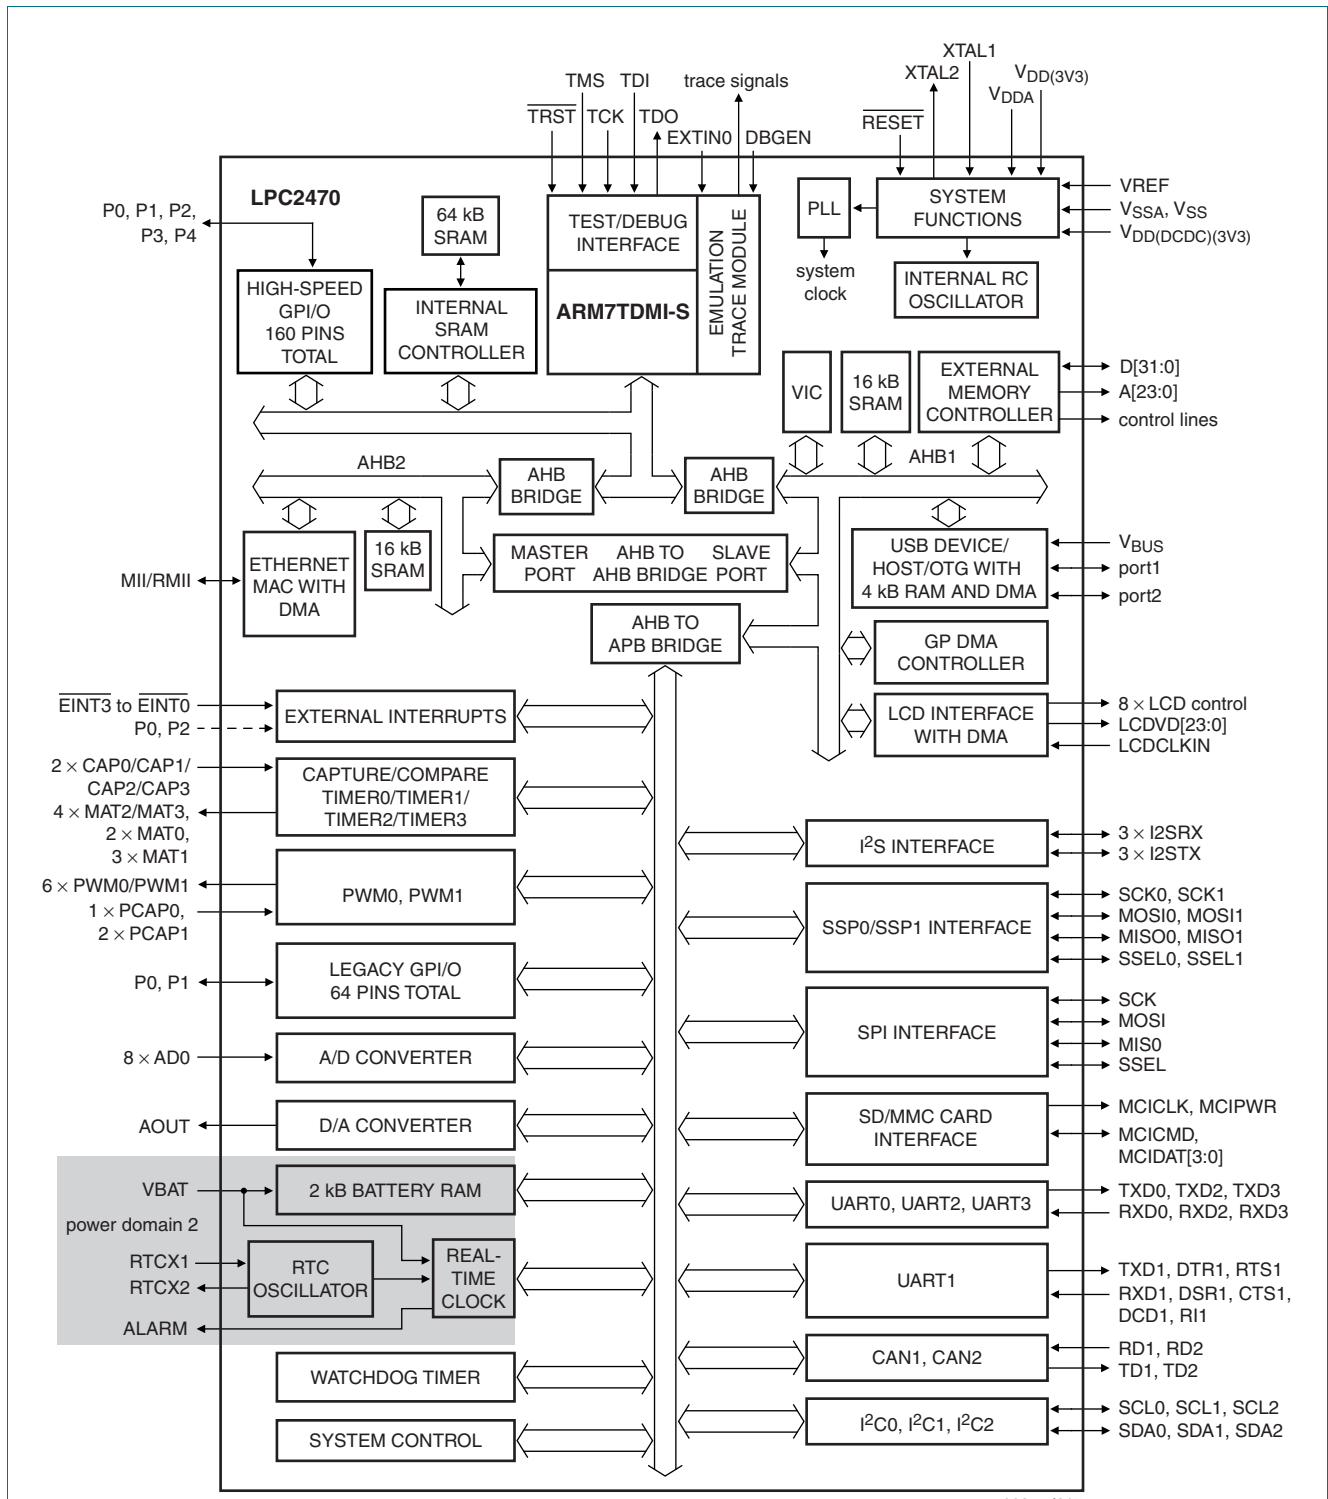 XTAL1
XTAL2
VDD(3V3)
VDDA
RESET
TMS
TDI
trace signals
TRST
TCK
TDO
EXTIN0
DBGEN
LPC2470
P0, P1, P2,
P3, P4
64 kB
SRAM
TEST/DEBUG
INTERFACE
EMULATION
TRACE MODULE
PLL
SYSTEM
FUNCTIONS
VREF
VSSA, VSS
VDD(DCDC)(3V3)
system
clock
INTERNAL RC
OSCILLATOR
HIGH-SPEED
GPI/O
160 PINS
TOTAL
INTERNAL
SRAM
CONTROLLER
ARM7TDMI-S
VIC
16 kB
SRAM
EXTERNAL
MEMORY
CONTROLLER
D[31:0]
A[23:0]
control lines
AHB2
AHB
BRIDGE
AHB
BRIDGE
AHB1
ETHERNET
MAC WITH
DMA
16 kB
SRAM
MASTER
PORT
AHB TO
AHB BRIDGE
SLAVE
PORT
USB DEVICE/
HOST/OTG WITH
4 kB RAM AND DMA
VBUS
port1
port2
MII/RMII
AHB TO
APB BRIDGE
GP DMA
CONTROLLER
LCD INTERFACE
WITH DMA
8 × LCD control
LCDVD[23:0]
LCDCLKIN
EINT3 to EINT0
P0, P2
EXTERNAL INTERRUPTS
2 × CAP0/CAP1/
CAP2/CAP3
4 × MAT2/MAT3,
2 × MAT0,
3 × MAT1
CAPTURE/COMPARE
TIMER0/TIMER1/
TIMER2/TIMER3
I2S INTERFACE
3 × I2SRX
3 × I2STX
6 × PWM0/PWM1
1 × PCAP0,
2 × PCAP1
PWM0, PWM1
SSP0/SSP1 INTERFACE
SCK0, SCK1
MOSI0, MOSI1
MISO0, MISO1
SSEL0, SSEL1
P0, P1
LEGACY GPI/O
64 PINS TOTAL
SPI INTERFACE
SCK
MOSI
MIS0
SSEL
8 × AD0
A/D CONVERTER
AOUT
D/A CONVERTER
SD/MMC CARD
INTERFACE
MCICLK, MCIPWR
MCICMD,
MCIDAT[3:0]
VBAT
2 kB BATTERY RAM
power domain 2
UART0, UART2, UART3
TXD0, TXD2, TXD3
RXD0, RXD2, RXD3
RTCX1
RTCX2
RTC
OSCILLATOR
REAL-
TIME
CLOCK
ALARM
UART1
TXD1, DTR1, RTS1
RXD1, DSR1, CTS1,
DCD1, RI1
WATCHDOG TIMER
CAN1, CAN2
RD1, RD2
TD1, TD2
SYSTEM CONTROL
I2C0, I2C1, I2C2
SCL0, SCL1, SCL2
SDA0, SDA1, SDA2